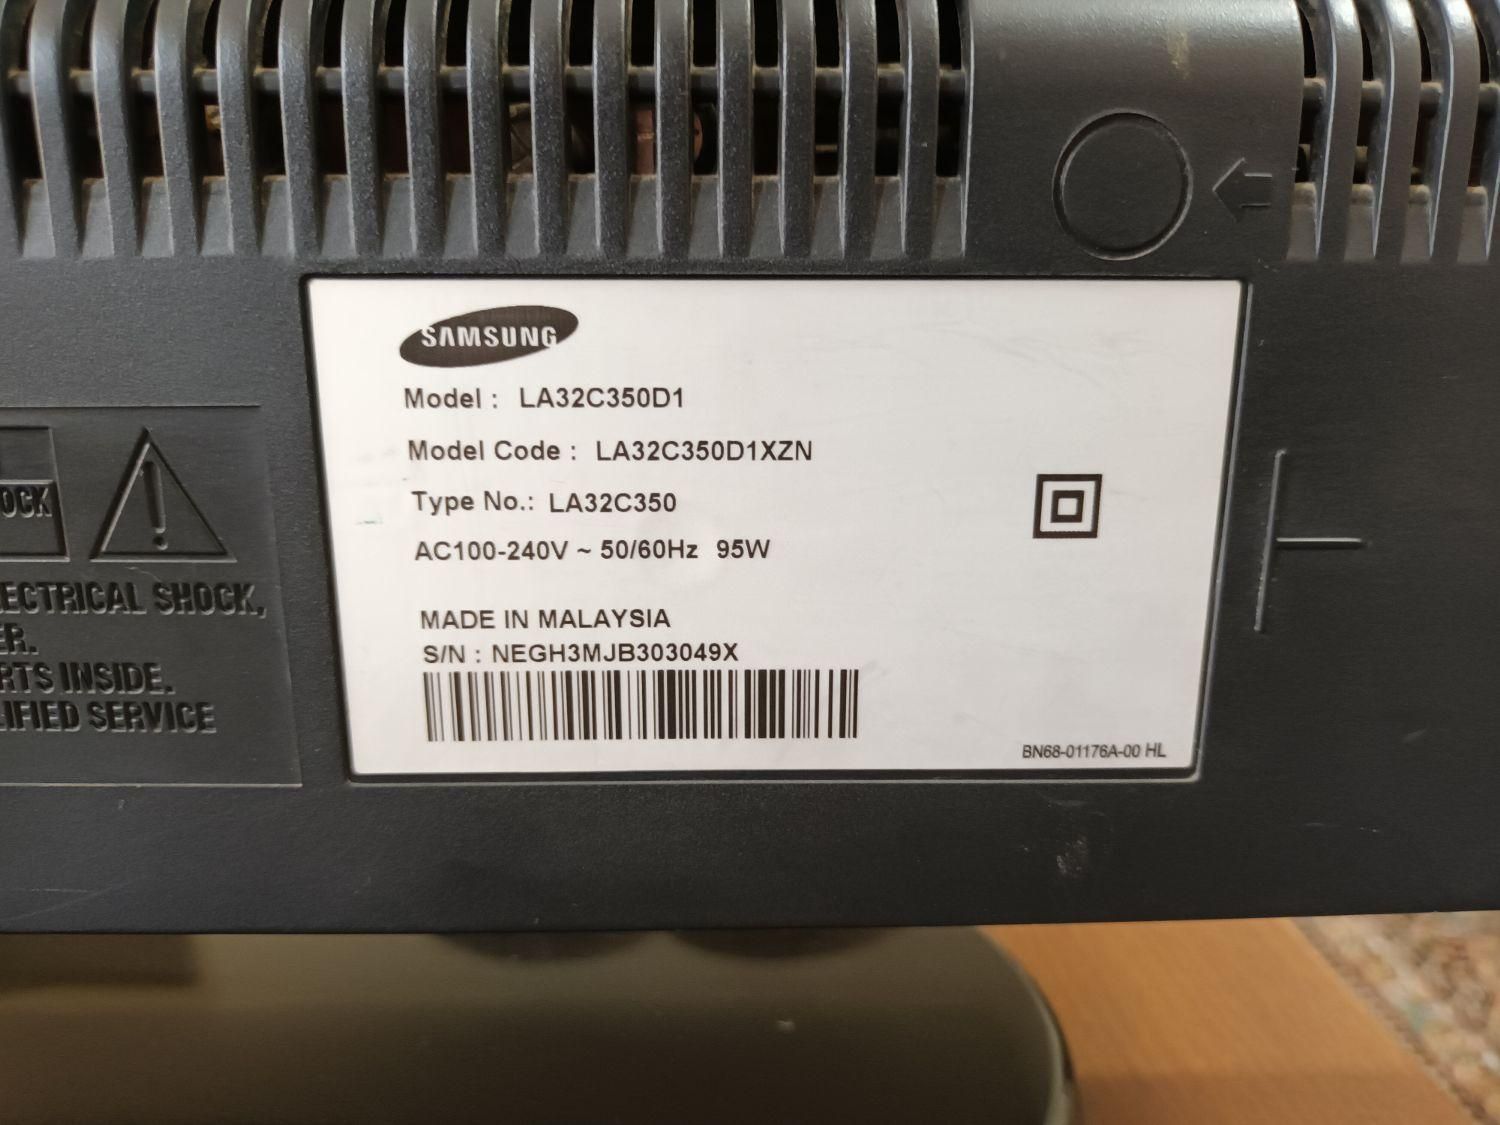 SAMSUNG
Model : LA32C350D1
Model Code : LA32C350D1XZN
Type No.: LA32C350
AC100-240V ~ 50/60Hz 95W
MADE IN MALAYSIA
S/N : NEGH3MJB303049X
BN68-01176A-00 HL
OCK
!
ECTRICAL SHOCK,
ER.
RTS INSIDE.
LIFIED SERVICE